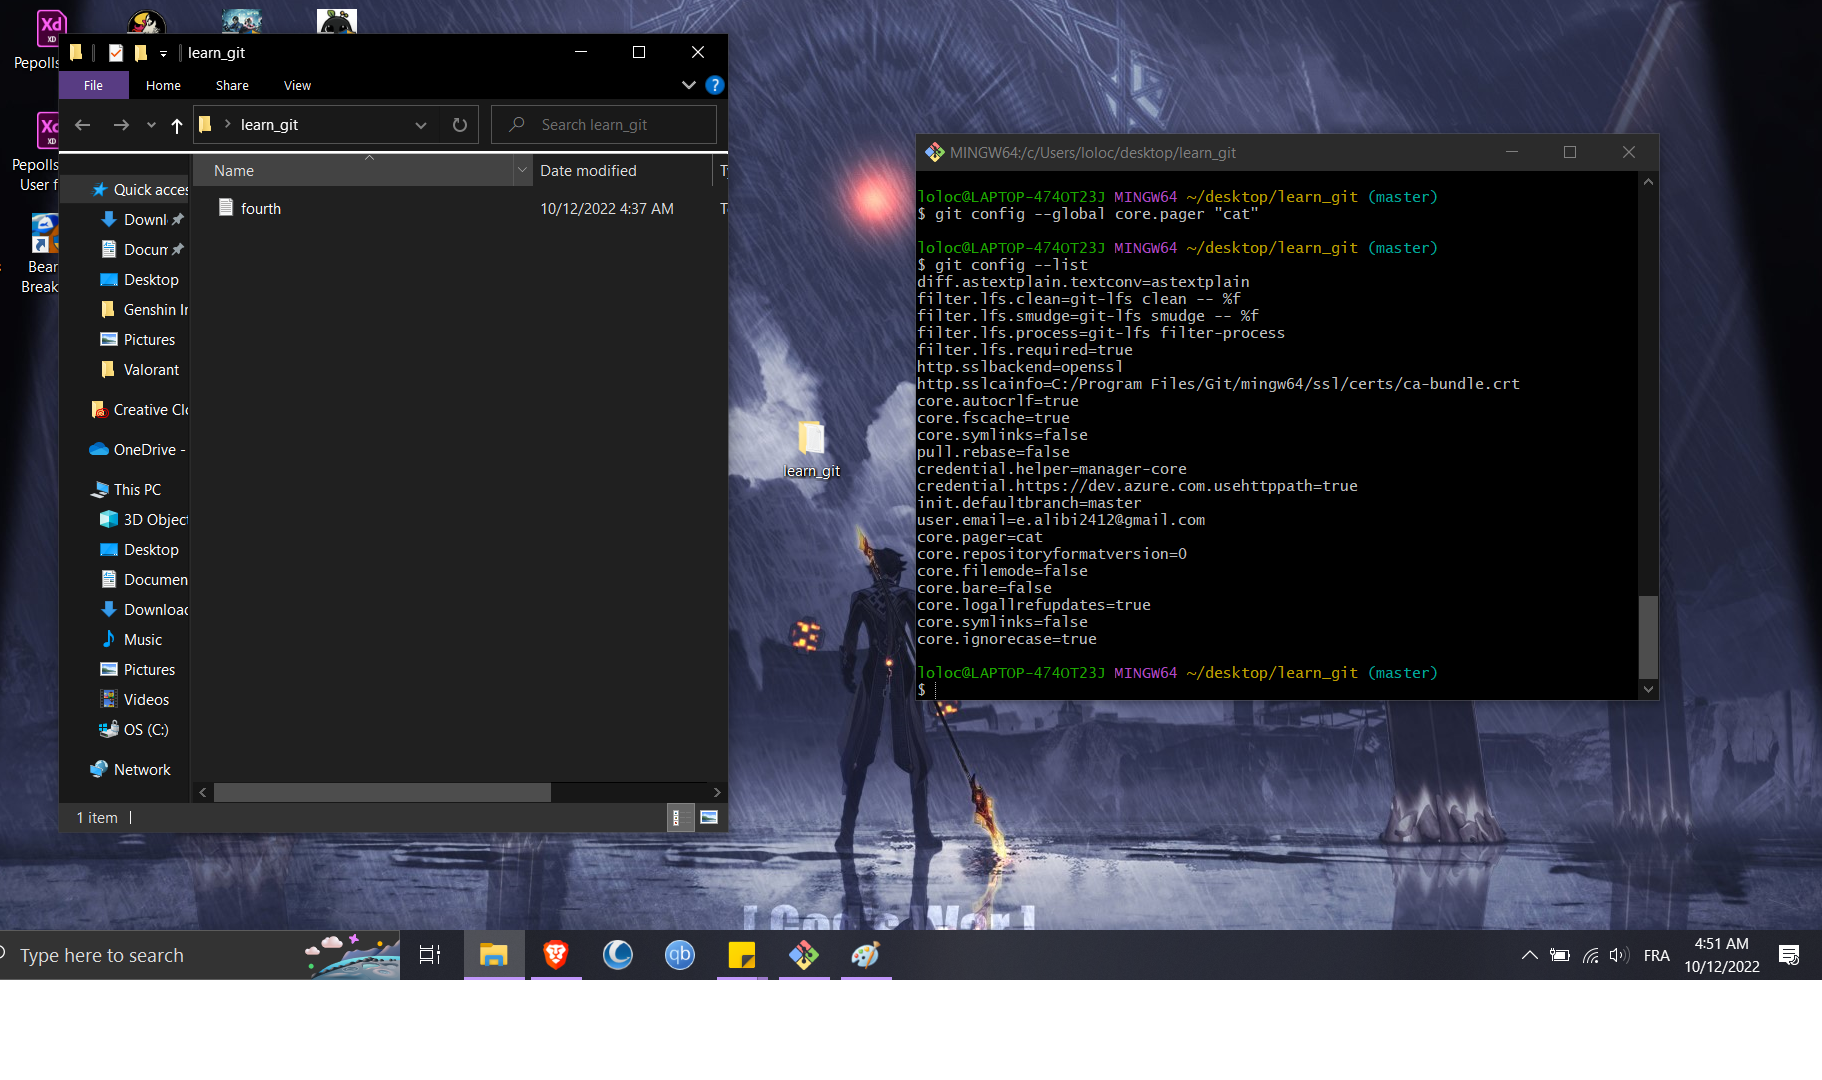 Pepolls
Pepolls
User f
Bear
Break
learn_git
File
Home
Share
View
learn_git
Search learn_git
Name
Date modified
Quick acces
Downl
Docum
Desktop
Genshin Ir
Pictures
Valorant
Creative Clo
OneDrive -
This PC
3D Object
Desktop
Documen
Download
Music
Pictures
Videos
OS (C:)
Network
fourth
10/12/2022 4:37 AM
1 item
learn_git
MINGW64:/c/Users/loloc/desktop/learn_git
loloc@LAPTOP-474OT23J MINGW64 ~/desktop/learn_git (master)
$ git config --global core.pager "cat"
loloc@LAPTOP-474OT23J MINGW64 ~/desktop/learn_git (master)
$ git config --list
diff.astextplain.textconv=astextplain
filter.lfs.clean=git-lfs clean -- %f
filter.lfs.smudge=git-lfs smudge -- %f
filter.lfs.process=git-lfs filter-process
filter.lfs.required=true
http.sslbackend=openssl
http.sslcainfo=C:/Program Files/Git/mingw64/ssl/certs/ca-bundle.crt
core.autocrlf=true
core.fscache=true
core.symlinks=false
pull.rebase=false
credential.helper=manager-core
credential.https://dev.azure.com.usehttppath=true
init.defaultbranch=master
user.email=e.alibi2412@gmail.com
core.pager=cat
core.repositoryformatversion=0
core.filemode=false
core.bare=false
core.logallrefupdates=true
core.symlinks=false
core.ignorecase=true
loloc@LAPTOP-474OT23J MINGW64 ~/desktop/learn_git (master)
$
Type here to search
FRA
4:51 AM
10/12/2022